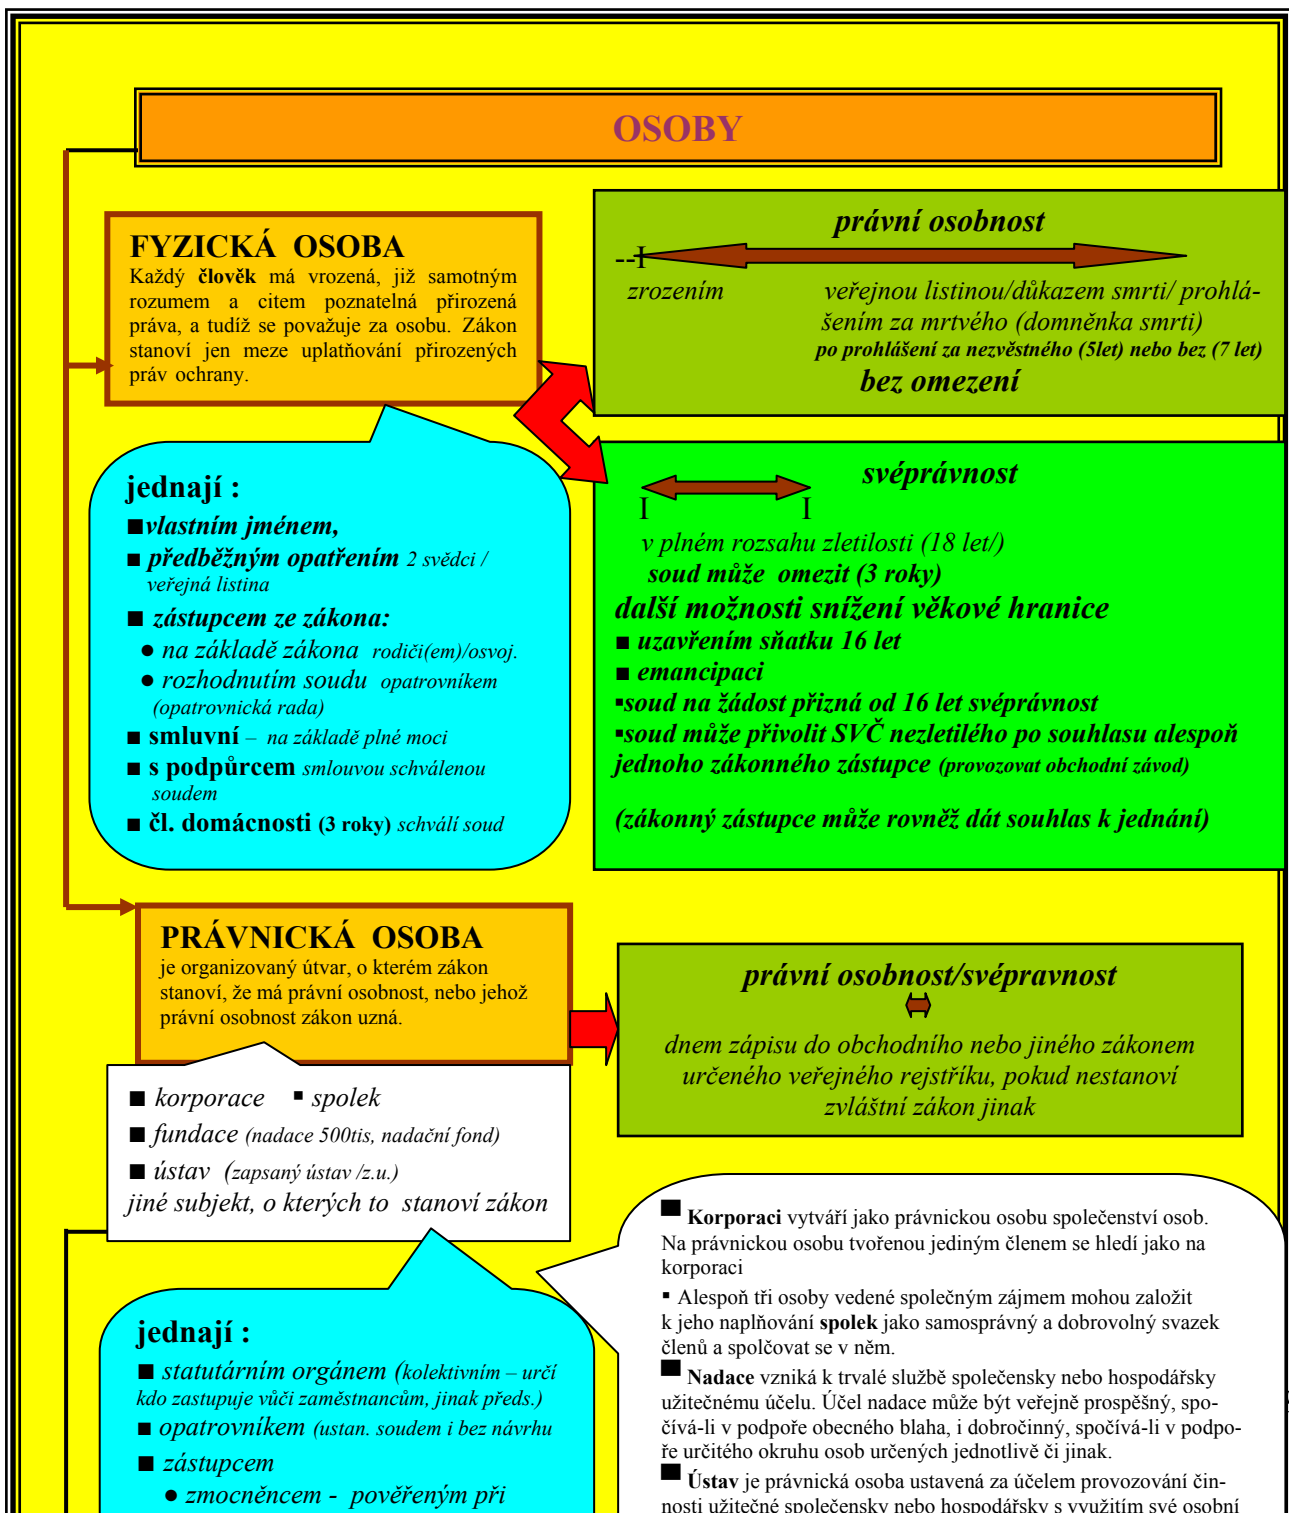 OSOBY
FYZICKÁ OSOBA
Každý člověk má vrozená, již samotným
rozumem a citem poznatelná přirozená
práva, a tudíž se považuje za osobu. Zákon
stanoví jen meze uplatňování přirozených
práv ochrany.
právní osobnost
--I
zrozením veřejnou listinou/důkazem smrti/ prohlá-
šením za mrtvého (domněnka smrti)
po prohlášení za nezvěstného (5let) nebo bez (7 let)
bez omezení
jednají :
■vlastním jménem,
■ předběžným opatřením 2 svědci /
veřejná listina
■ zástupcem ze zákona:
● na základě zákona rodiči(em)/osvoj.
● rozhodnutím soudu opatrovníkem
(opatrovnická rada)
■ smluvní – na základě plné moci
■ s podpůrcem smlouvou schválenou
soudem
■ čl. domácnosti (3 roky) schválí soud
svéprávnost
I I
v plném rozsahu zletilosti (18 let/)
soud může omezit (3 roky)
další možnosti snížení věkové hranice
■ uzavřením sňatku 16 let
■ emancipaci
▪soud na žádost přizná od 16 let svéprávnost
▪soud může přivolit SVČ nezletilého po souhlasu alespoň
jednoho zákonného zástupce (provozovat obchodní závod)
(zákonný zástupce může rovněž dát souhlas k jednání)
PRÁVNICKÁ OSOBA
je organizovaný útvar, o kterém zákon
stanoví, že má právní osobnost, nebo jehož
právní osobnost zákon uzná.
právní osobnost/svépravnost
dnem zápisu do obchodního nebo jiného zákonem
určeného veřejného rejstříku, pokud nestanoví
zvláštní zákon jinak
■ korporace ▪ spolek
■ fundace (nadace 500tis, nadační fond)
■ ústav (zapsaný ústav /z.u.)
jiné subjekt, o kterých to stanoví zákon
jednají :
■ statutárním orgánem (kolektivním – určí
kdo zastupuje vůči zaměstnancům, jinak předs.)
■ opatrovníkem (ustan. soudem i bez návrhu
■ zástupcem
● zmocněncem - pověřeným při
■ Korporaci vytváří jako právnickou osobu společenství osob.
Na právnickou osobu tvořenou jediným členem se hledí jako na
korporaci
▪ Alespoň tři osoby vedené společným zájmem mohou založit
k jeho naplňování spolek jako samosprávný a dobrovolný svazek
členů a spolčovat se v něm.
■ Nadace vzniká k trvalé službě společensky nebo hospodářsky
užitečnému účelu. Účel nadace může být veřejně prospěšný, spo-
čívá-li v podpoře obecného blaha, i dobročinný, spočívá-li v podpo-
ře určitého okruhu osob určených jednotlivě či jinak.
■ Ústav je právnická osoba ustavená za účelem provozování čin-
nosti užitečné společensky nebo hospodářsky s využitím své osobní